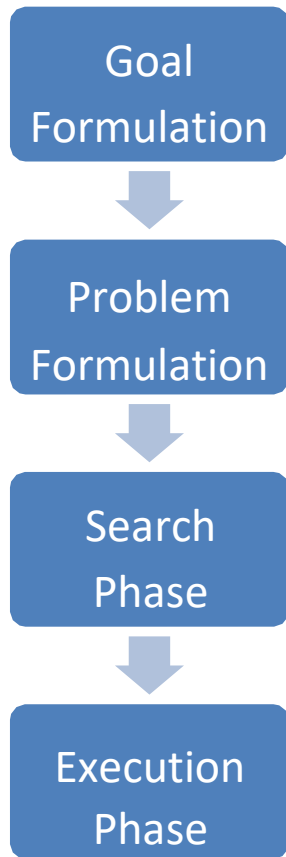 Goal
Formulation
Problem
Formulation
Search
Phase
Execution
Phase